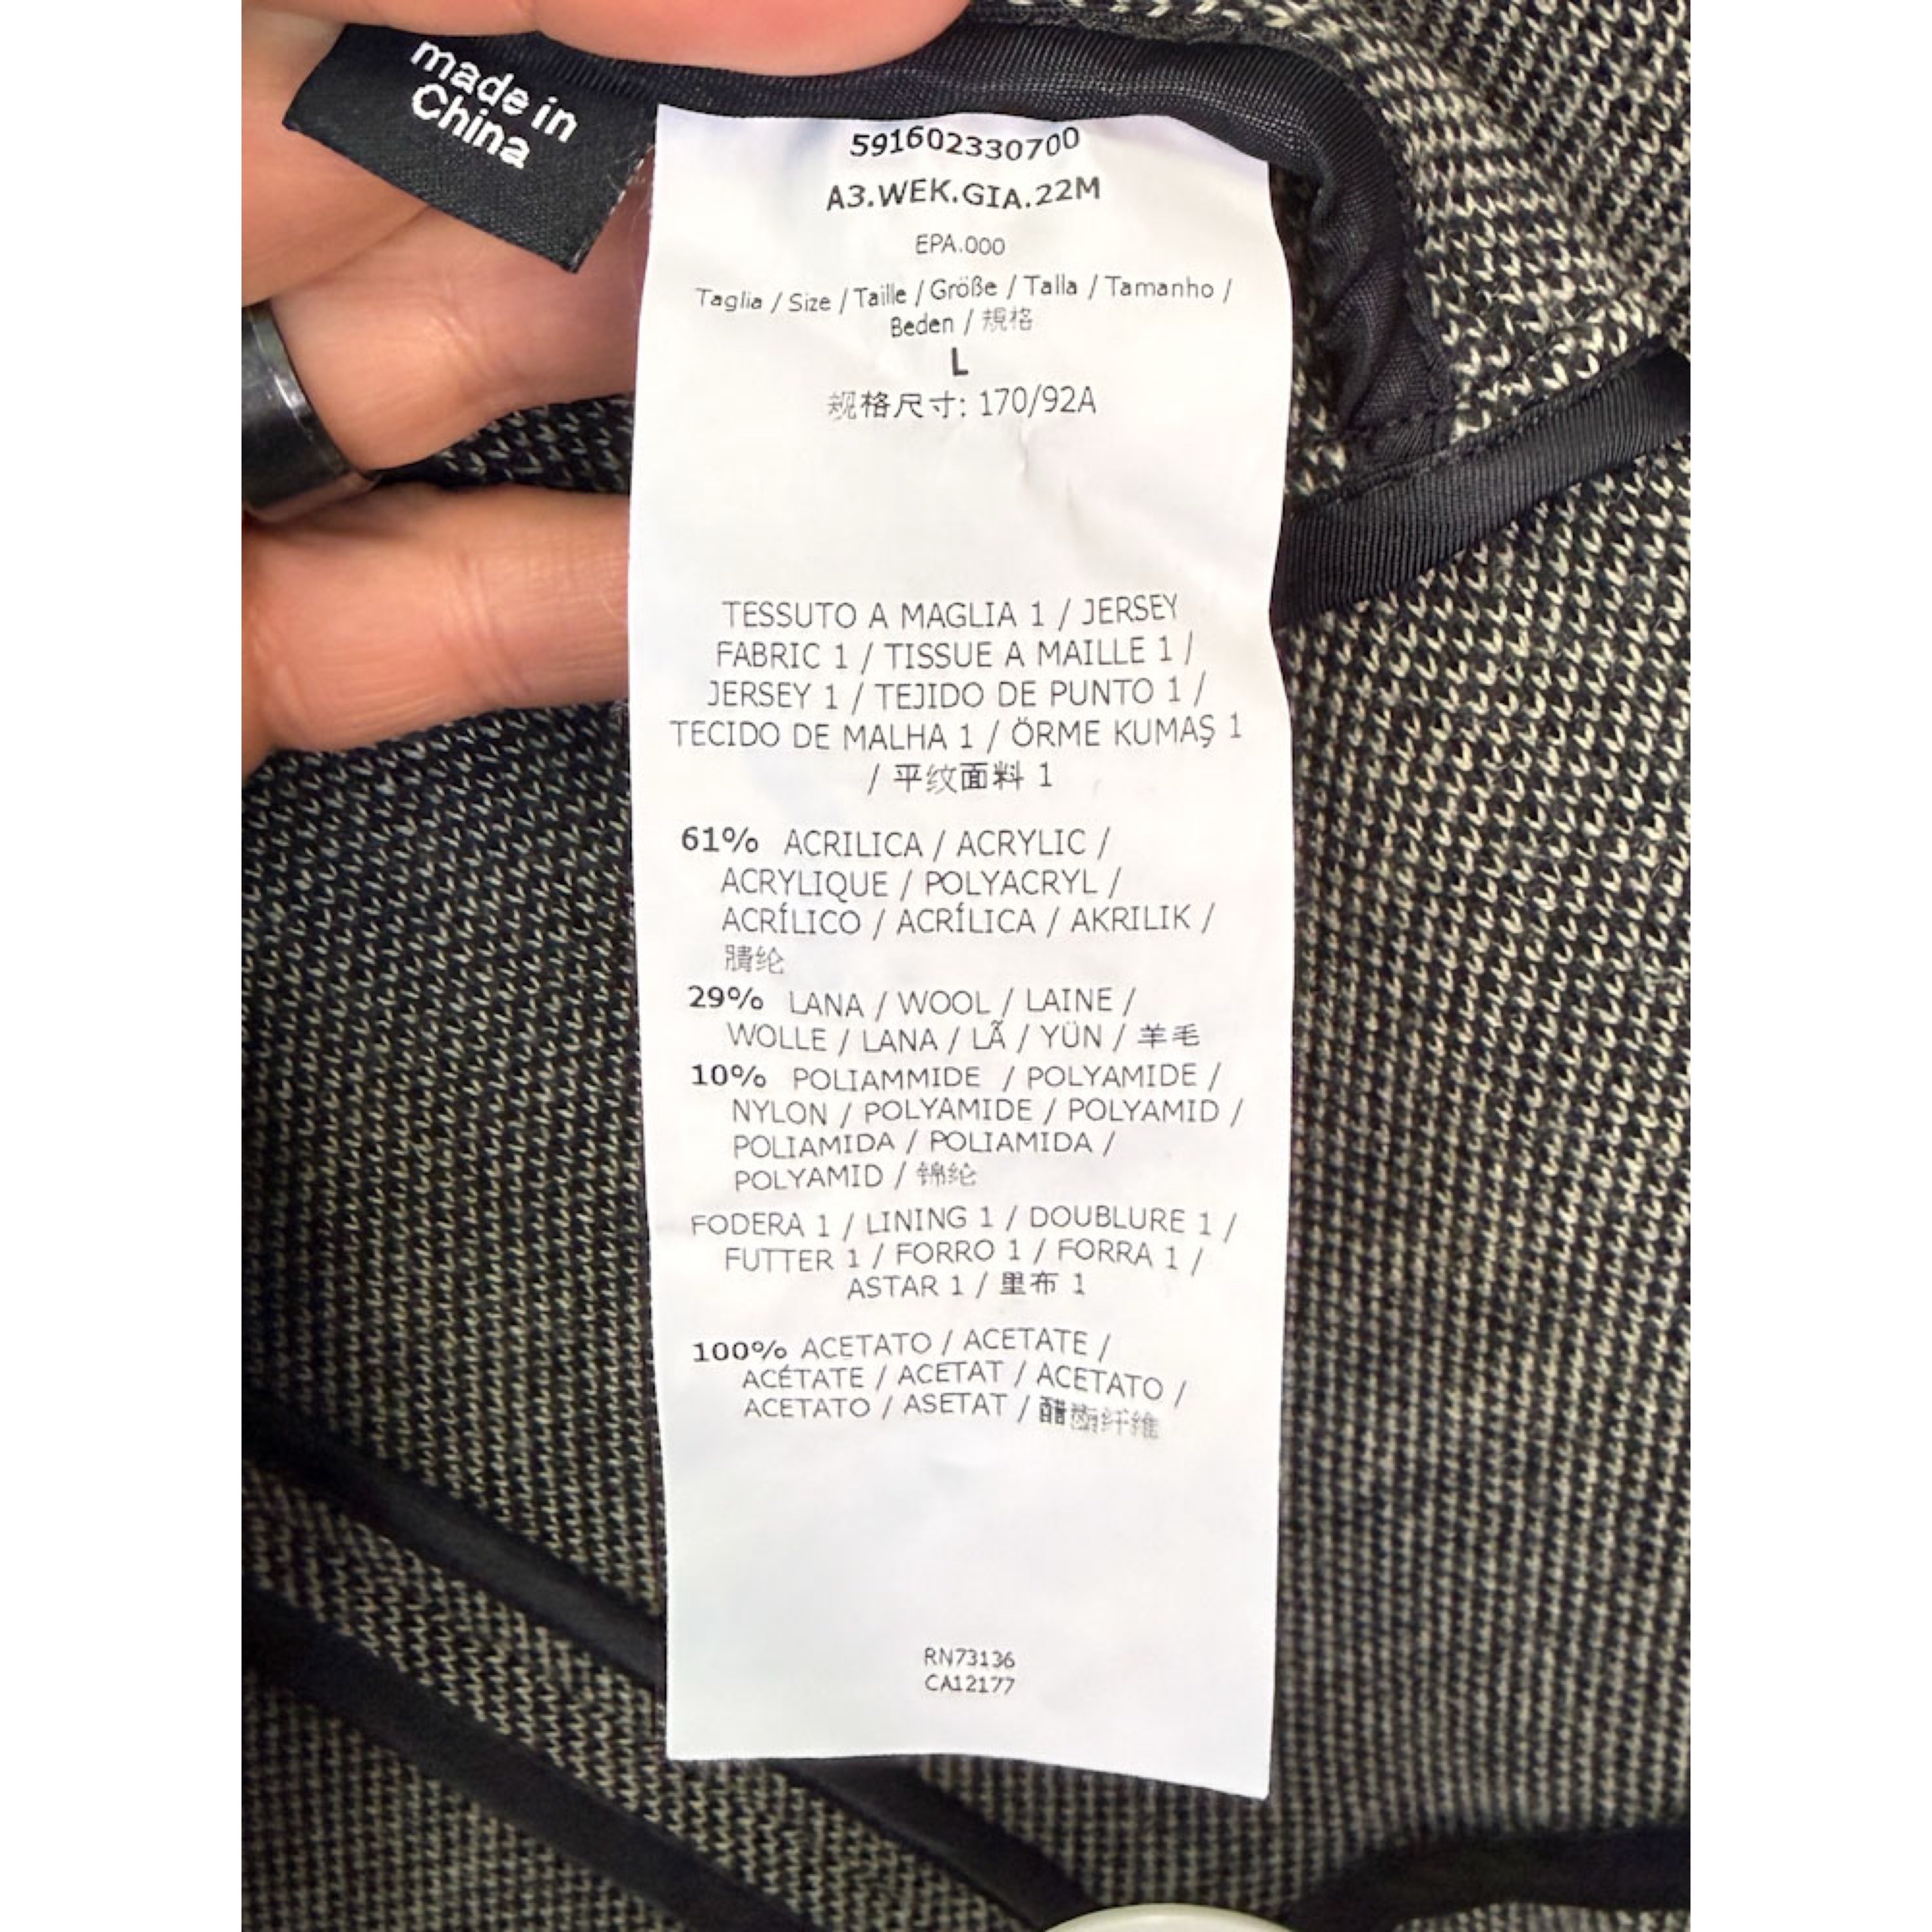 made in
China
591602330700
A3.WEK.GIA.22M
EPA.000
Taglia / Size / Taille / Größe / Talla / Tamanho /
Beden / 規格
L
规格尺寸: 170/92A
TESSUTO A MAGLIA 1 / JERSEY
FABRIC 1 / TISSUE A MAILLE 1 /
JERSEY 1 / TEJIDO DE PUNTO 1 /
TECIDO DE MALHA 1 / ÖRME KUMAŞ 1
/ 平纹面料 1
61% ACRILICA / ACRYLIC /
ACRYLIQUE / POLYACRYL /
ACRÍLICO / ACRÍLICA / AKRILIK /
腈纶
29% LANA / WOOL / LAINE /
WOLLE / LANA / LÃ / YÜN / 羊毛
10% POLIAMMIDE / POLYAMIDE /
NYLON / POLYAMIDE / POLYAMID /
POLIAMIDA / POLIAMIDA /
POLYAMID / 锦纶
FODERA 1 / LINING 1 / DOUBLURE 1 /
FUTTER 1 / FORRO 1 / FORRA 1 /
ASTAR 1 / 里布 1
100% ACETATO / ACETATE /
ACÉTATE / ACETAT / ACETATO /
ACETATO / ASETAT / 醋酯纤维
RN73136
CA12177